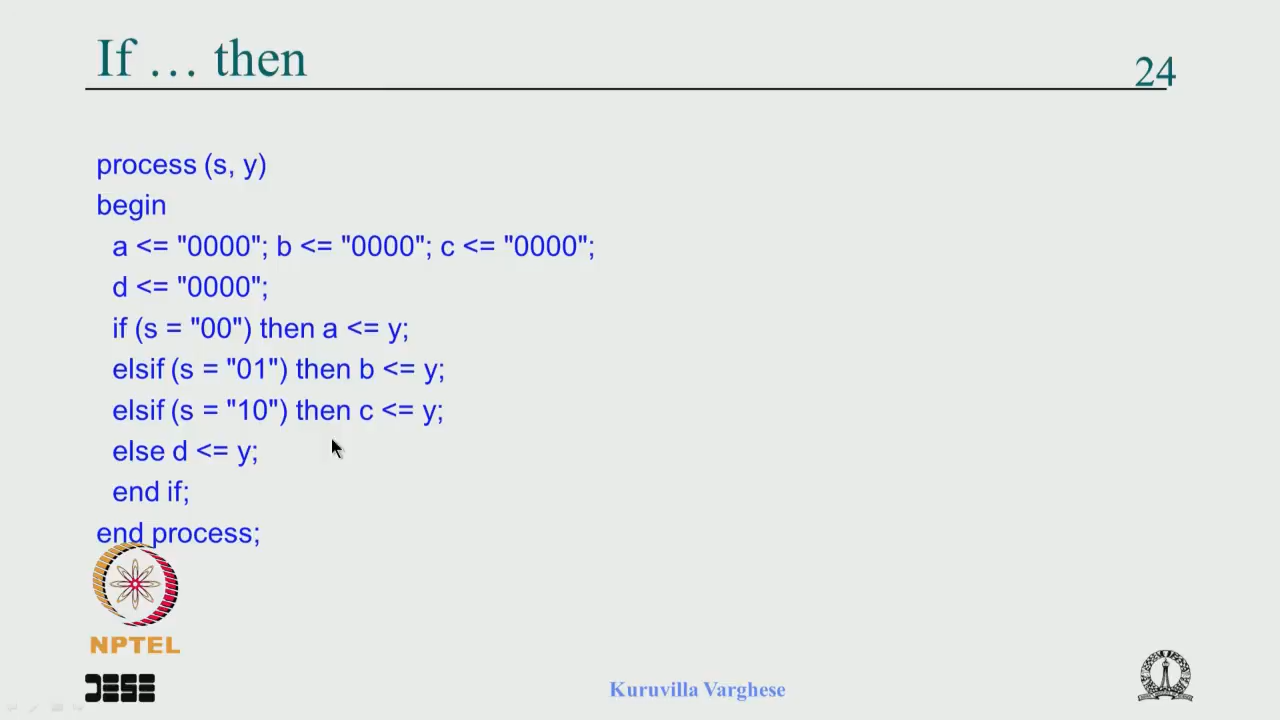 If … then
24
process (s, y)
begin
a <= "0000"; b <= "0000"; c <= "0000";
d <= "0000";
if (s = "00") then a <= y;
elsif (s = "01") then b <= y;
elsif (s = "10") then c <= y;
else d <= y;
end if;
end process;
NPTEL
DESE
Kuruvilla Varghese